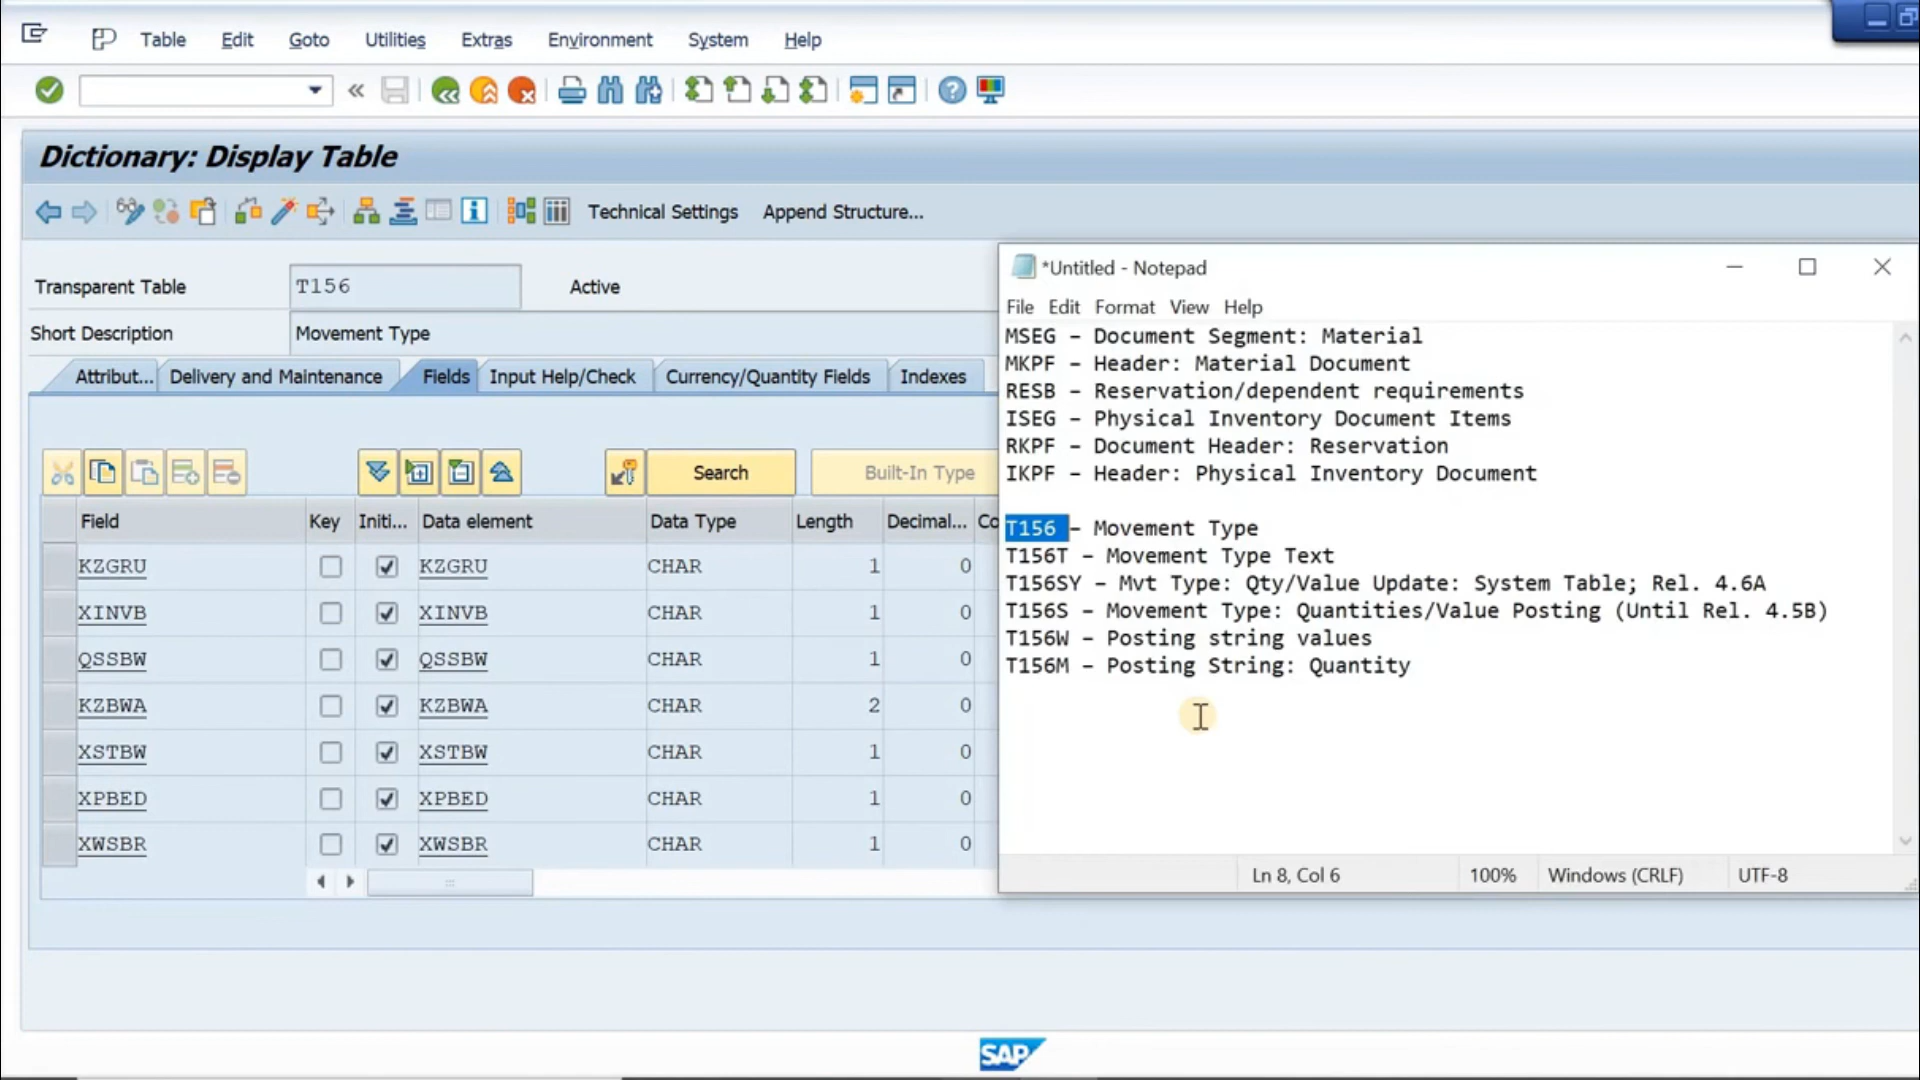 Table Edit Goto Utilities Extras Environment System Help
Dictionary: Display Table
Technical Settings Append Structure...
Transparent Table T156 Active
Short Description Movement Type
Attribut... Delivery and Maintenance Fields Input Help/Check Currency/Quantity Fields Indexes
Search Built-In Type
Field Key Initi... Data element Data Type Length Decimal... Co
KZGRU KZGRU CHAR 1 0
XINVB XINVB CHAR 1 0
QSSBW QSSBW CHAR 1 0
KZBWA KZBWA CHAR 2 0
XSTBW XSTBW CHAR 1 0
XPBED XPBED CHAR 1 0
XWSBR XWSBR CHAR 1 0
*Untitled - Notepad
File Edit Format View Help
MSEG – Document Segment: Material
MKPF – Header: Material Document
RESB – Reservation/dependent requirements
ISEG – Physical Inventory Document Items
RKPF – Document Header: Reservation
IKPF – Header: Physical Inventory Document
T156 – Movement Type
T156T – Movement Type Text
T156SY – Mvt Type: Qty/Value Update: System Table; Rel. 4.6A
T156S – Movement Type: Quantities/Value Posting (Until Rel. 4.5B)
T156W – Posting string values
T156M – Posting String: Quantity
Ln 8, Col 6 100% Windows (CRLF) UTF-8
SAP